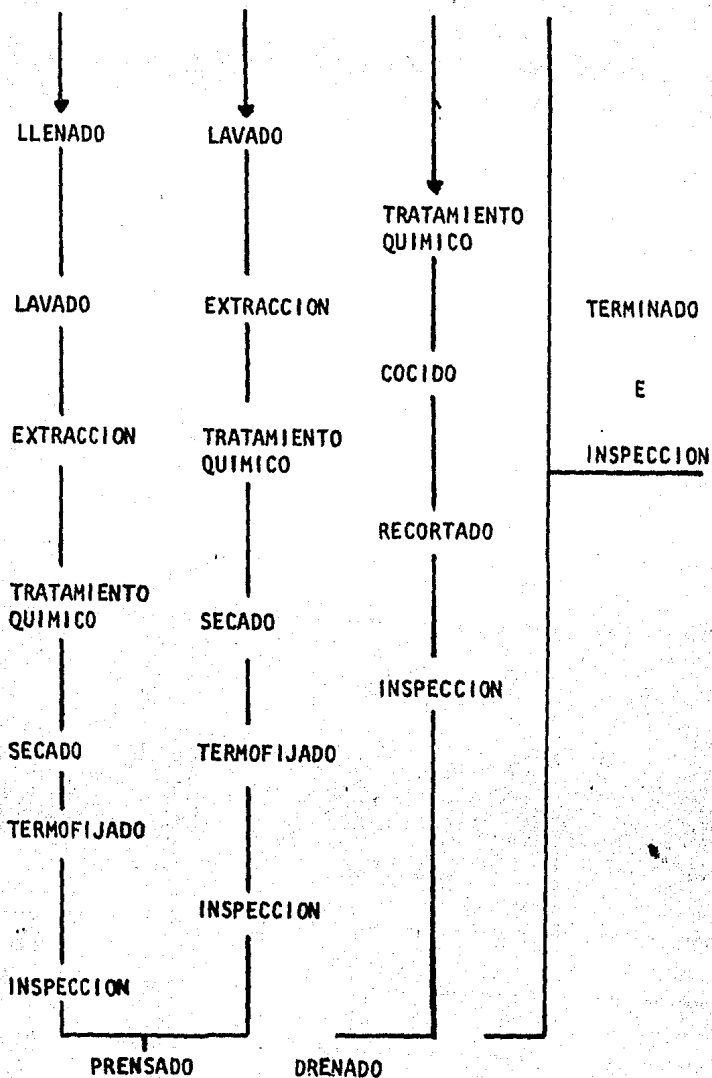 LLENADO
LAVADO
EXTRACCION
TRATAMIENTO
QUIMICO
SECADO
TERMOFIJADO
INSPECCION
LAVADO
EXTRACCION
TRATAMIENTO
QUIMICO
SECADO
TERMOFIJADO
INSPECCION
PRENSADO
TRATAMIENTO
QUIMICO
COCIDO
RECORTADO
INSPECCION
DRENADO
TERMINADO
E
INSPECCION